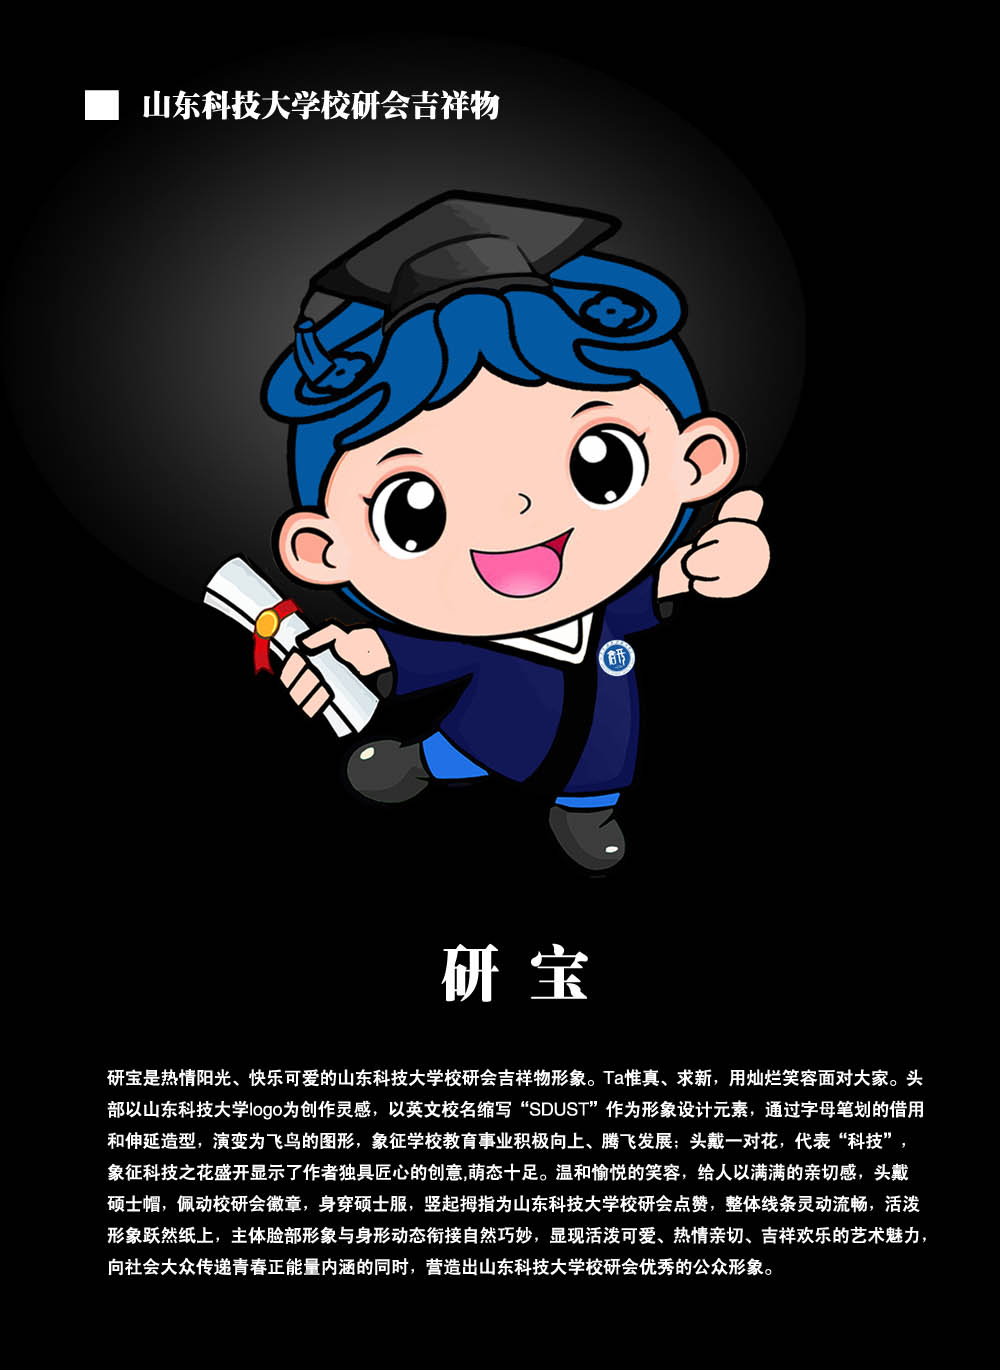 山东科技大学校研会吉祥物
研宝
研宝是热情阳光、快乐可爱的山东科技大学校研会吉祥物形象。Ta惟真、求新，用灿烂笑容面对大家。头
部以山东科技大学logo为创作灵感，以英文校名缩写“SDUST”作为形象设计元素，通过字母笔划的借用
和伸延造型，演变为飞鸟的图形，象征学校教育事业积极向上、腾飞发展；头戴一对花，代表“科技”，
象征科技之花盛开显示了作者独具匠心的创意,萌态十足。温和愉悦的笑容，给人以满满的亲切感，头戴
硕士帽，佩动校研会徽章，身穿硕士服，竖起拇指为山东科技大学校研会点赞，整体线条灵动流畅，活泼
形象跃然纸上，主体脸部形象与身形动态衔接自然巧妙，显现活泼可爱、热情亲切、吉祥欢乐的艺术魅力，
向社会大众传递青春正能量内涵的同时，营造出山东科技大学校研会优秀的公众形象。